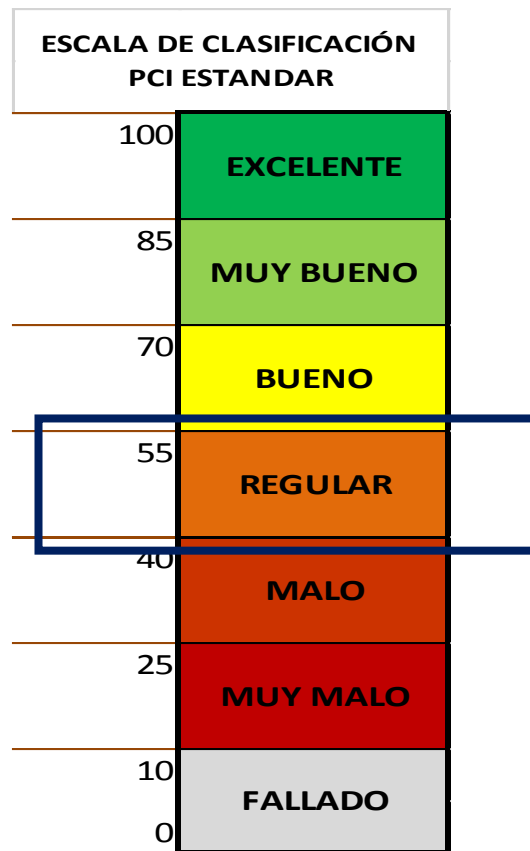 ESCALA DE CLASIFICACIÓN
PCI ESTANDAR
100
EXCELENTE
85
MUY BUENO
70
BUENO
55
REGULAR
40
MALO
25
MUY MALO
10
FALLADO
0